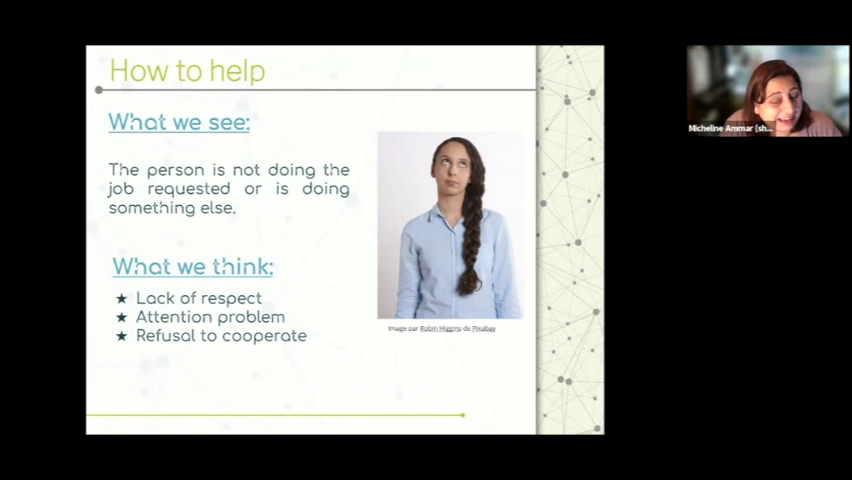 How to help
What we see:
The person is not doing the
job requested or is doing
something else.
What we think:
★ Lack of respect
★ Attention problem
★ Refusal to cooperate
Image par Robin Higgins de Pixabay
Micheline Ammar (sh...